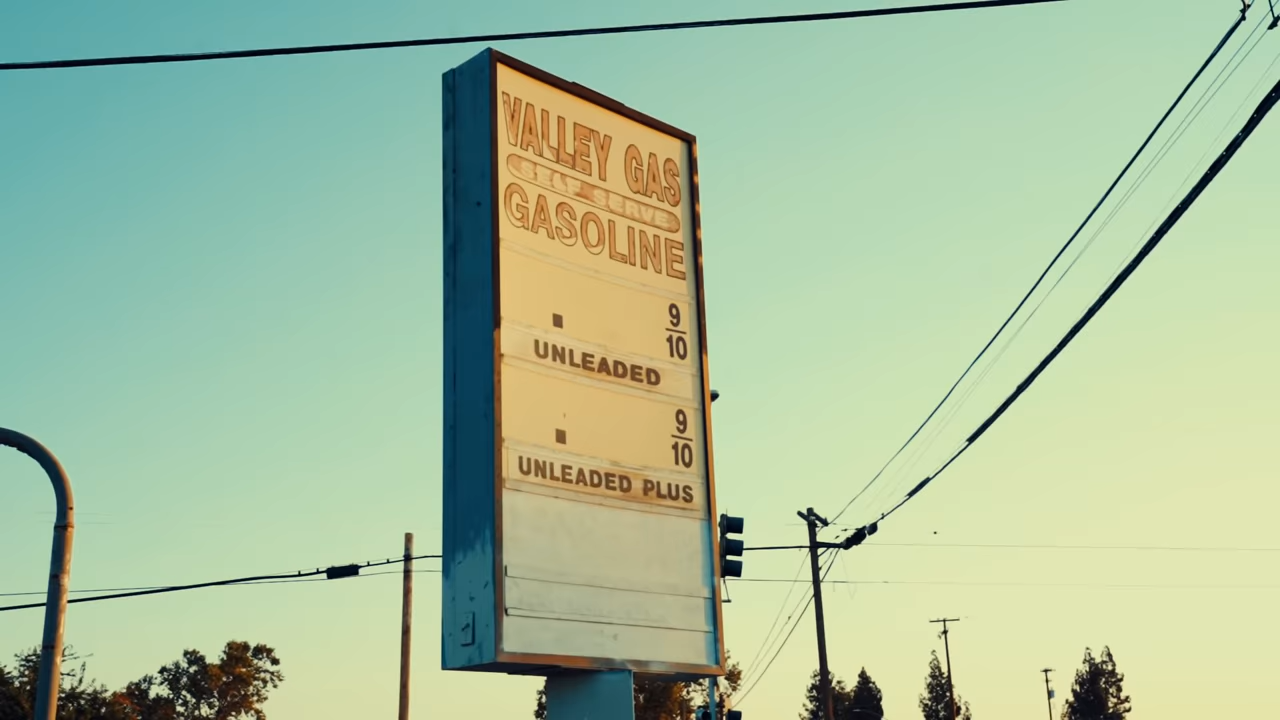 VALLEY GAS
SELF SERVE
GASOLINE
9/10
UNLEADED
9/10
UNLEADED PLUS